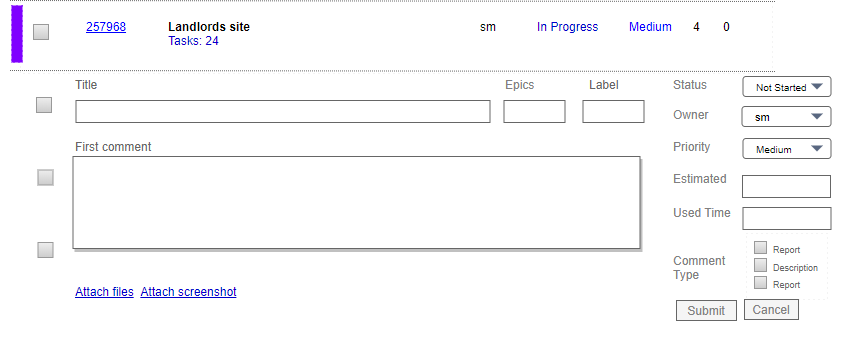 257968 Landlords site sm In Progress Medium 4 0
Tasks: 24
Title Epics Label Status Not Started
Owner sm
First comment Priority Medium
Estimated
Used Time
Report
Comment Type Description
Report
Attach files Attach screenshot
Submit Cancel